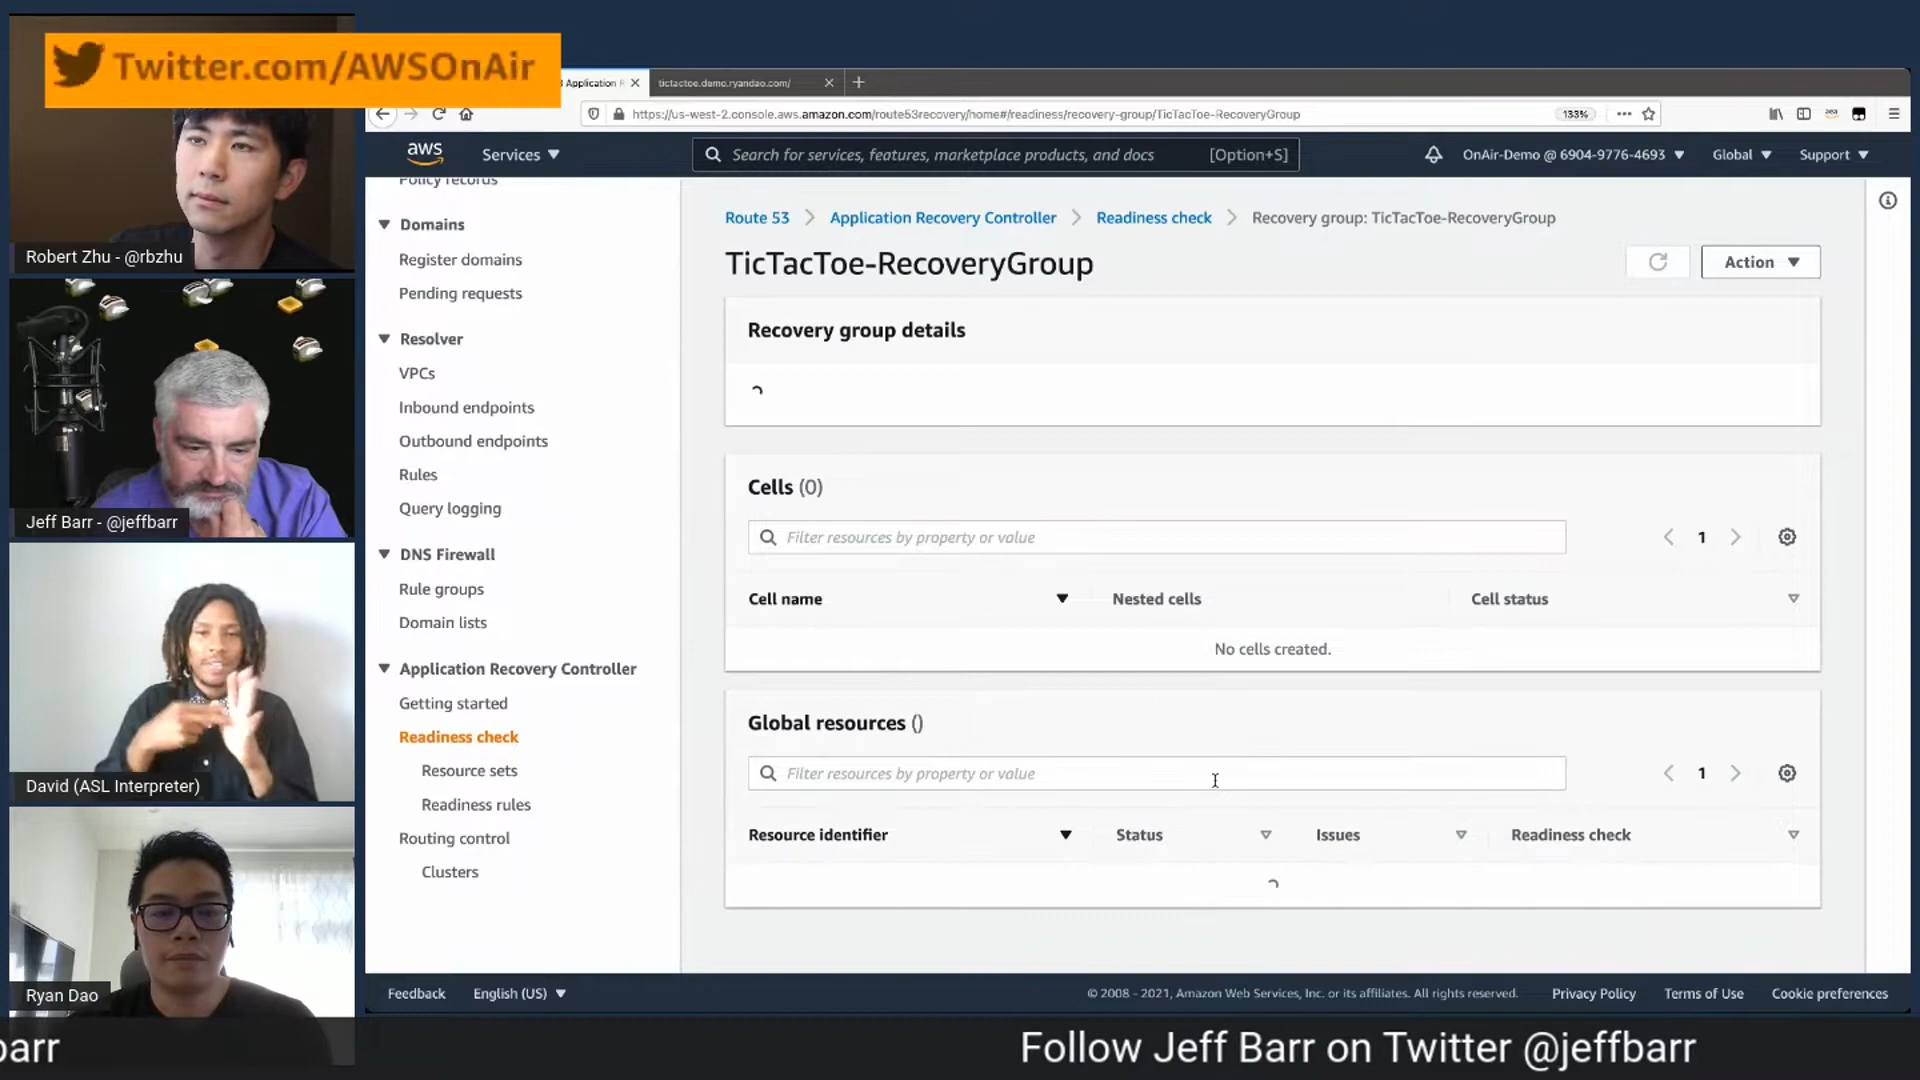 Twitter.com/AWSOnAir
Robert Zhu - @rbzhu
Jeff Barr - @jeffbarr
David (ASL Interpreter)
Ryan Dao
Application R
tictactoe.demo.ryandao.com/
https://us-west-2.console.aws.amazon.com/route53recovery/home#/readiness/recovery-group/TicTacToe-RecoveryGroup
133%
aws
Services
Search for services, features, marketplace products, and docs [Option+S]
OnAir-Demo @ 6904-9776-4693
Global
Support
Policy records
Domains
Register domains
Pending requests
Resolver
VPCs
Inbound endpoints
Outbound endpoints
Rules
Query logging
DNS Firewall
Rule groups
Domain lists
Application Recovery Controller
Getting started
Readiness check
Resource sets
Readiness rules
Routing control
Clusters
Route 53 Application Recovery Controller Readiness check Recovery group: TicTacToe-RecoveryGroup
TicTacToe-RecoveryGroup
Action
Recovery group details
Cells (0)
Filter resources by property or value
1
Cell name Nested cells Cell status
No cells created.
Global resources ()
Filter resources by property or value
1
Resource identifier Status Issues Readiness check
Feedback English (US)
© 2008 - 2021, Amazon Web Services, Inc. or its affiliates. All rights reserved. Privacy Policy Terms of Use Cookie preferences
barr Follow Jeff Barr on Twitter @jeffbarr